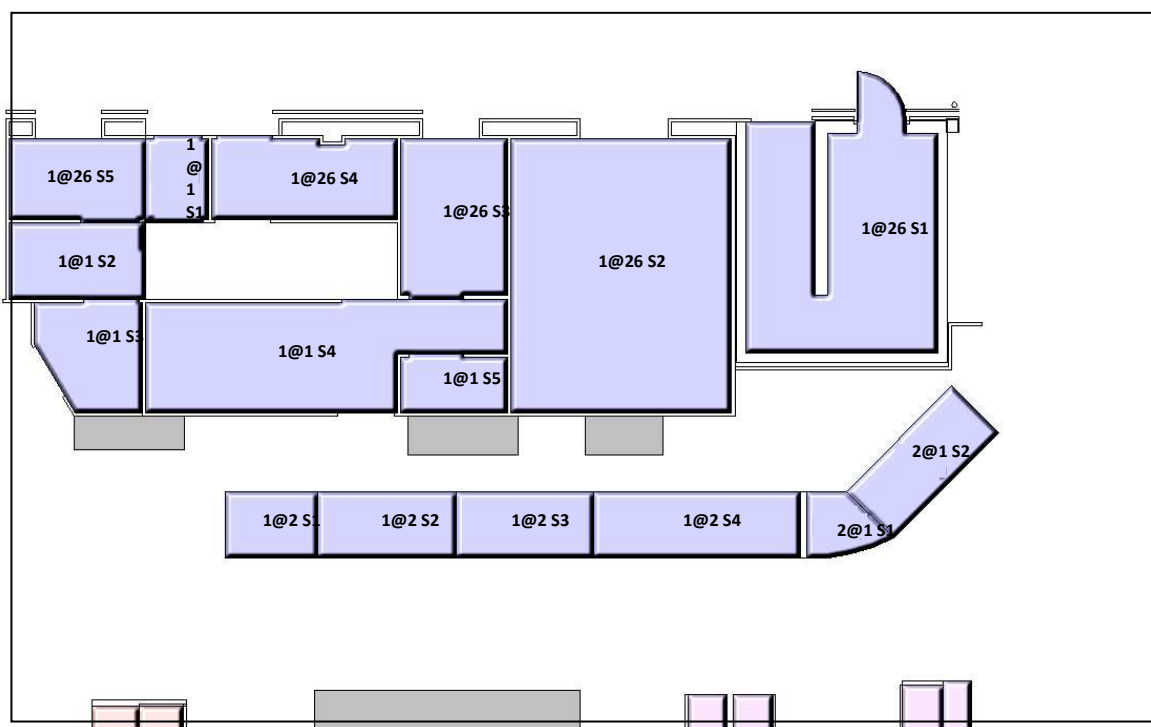 1@26 S5
1
@
1
S1
1@26 S4
1@26 S3
1@26 S1
1@1 S2
1@26 S2
1@1 S3
1@1 S4
1@1 S5
2@1 S2
1@2 S1
1@2 S2
1@2 S3
1@2 S4
2@1 S1